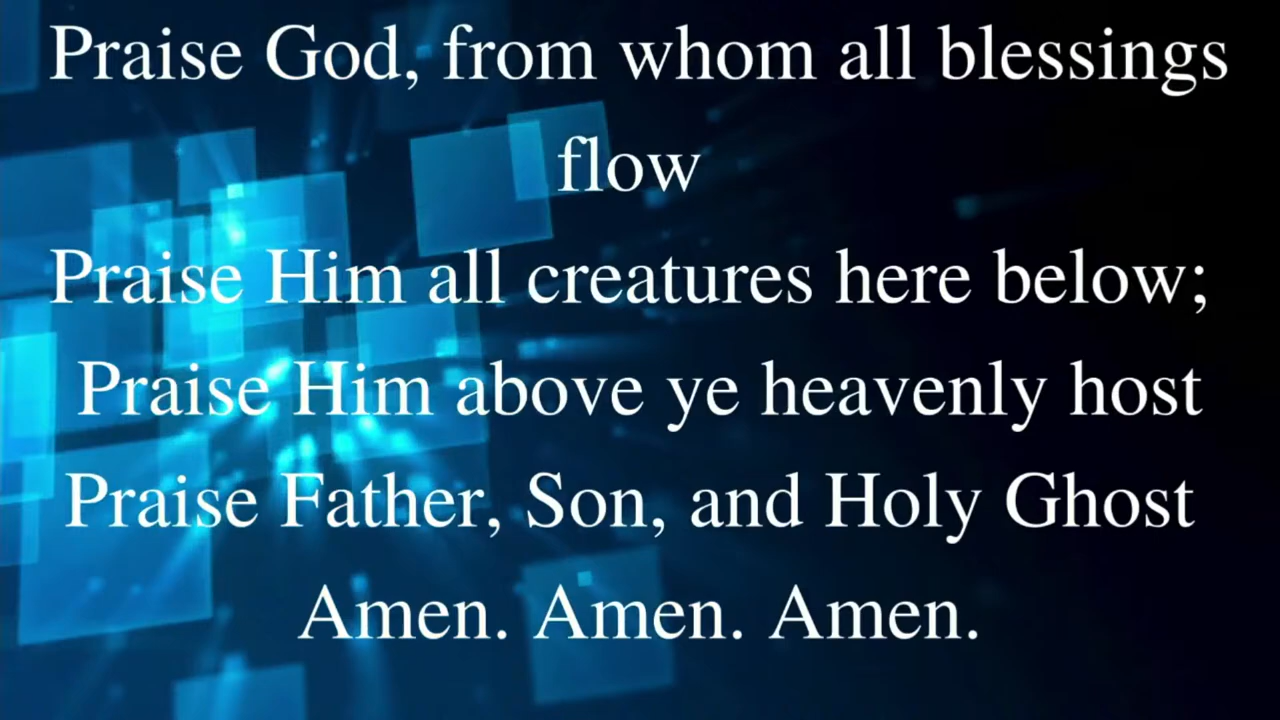 Praise God, from whom all blessings
flow
Praise Him all creatures here below;
Praise Him above ye heavenly host
Praise Father, Son, and Holy Ghost
Amen. Amen. Amen.